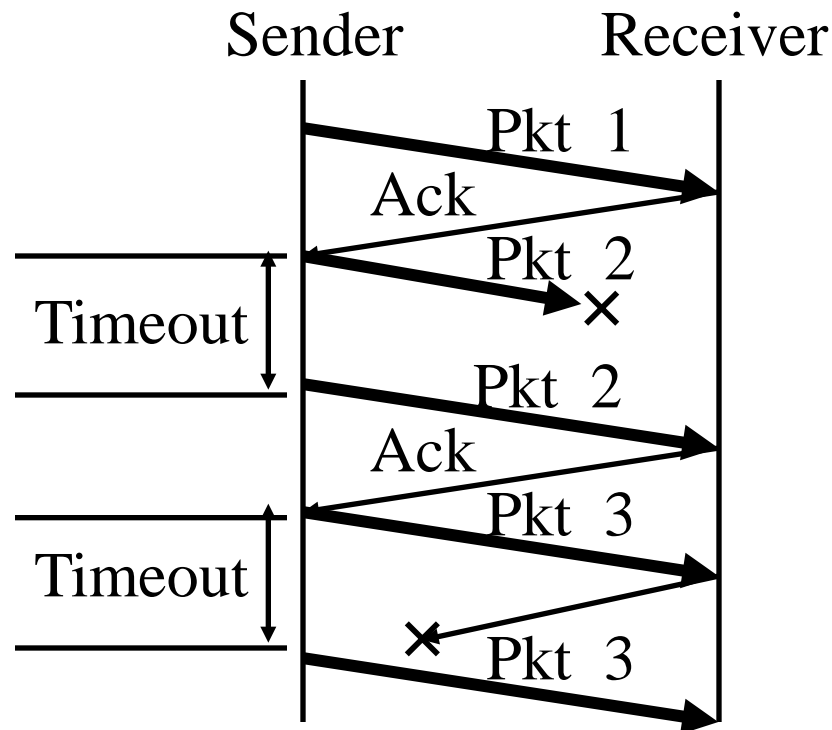 Sender Receiver
Pkt 1
Ack
Pkt 2
Timeout
Pkt 2
Ack
Pkt 3
Timeout
Pkt 3